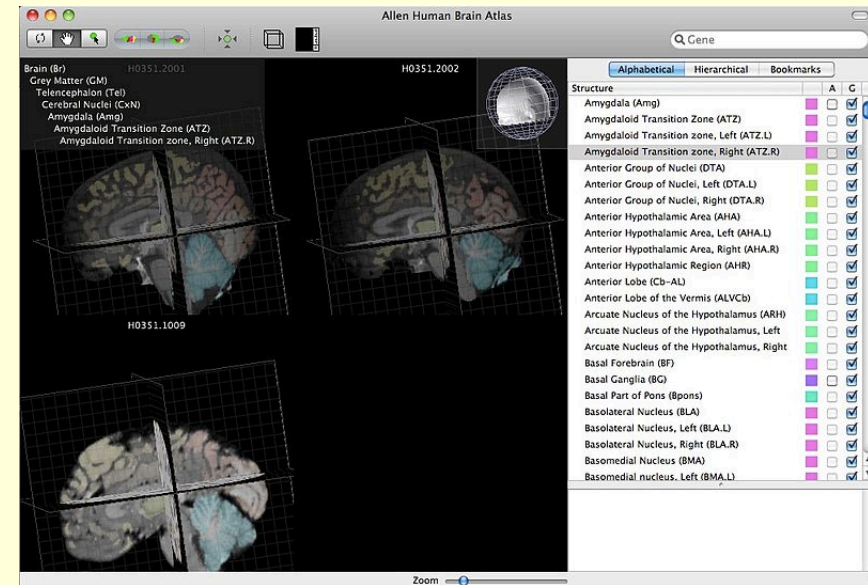 Allen Human Brain Atlas
Gene
Brain (Br)
Grey Matter (GM)
Telencephalon (Tel)
Cerebral Nuclei (CxN)
Amygdala (Amg)
Amygdaloid Transition Zone (ATZ)
Amygdaloid Transition zone, Right (ATZ.R)
H0351.2001
H0351.2002
H0351.1009
Alphabetical Hierarchical Bookmarks
Structure A G
Amygdala (Amg)
Amygdaloid Transition Zone (ATZ)
Amygdaloid Transition zone, Left (ATZ.L)
Amygdaloid Transition zone, Right (ATZ.R)
Anterior Group of Nuclei (DTA)
Anterior Group of Nuclei, Left (DTA.L)
Anterior Group of Nuclei, Right (DTA.R)
Anterior Hypothalamic Area (AHA)
Anterior Hypothalamic Area, Left (AHA.L)
Anterior Hypothalamic Area, Right (AHA.R)
Anterior Hypothalamic Region (AHR)
Anterior Lobe (Cb-AL)
Anterior Lobe of the Vermis (ALVCb)
Arcuate Nucleus of the Hypothalamus (ARH)
Arcuate Nucleus of the Hypothalamus, Left
Arcuate Nucleus of the Hypothalamus, Right
Basal Forebrain (BF)
Basal Ganglia (BG)
Basal Part of Pons (Bpons)
Basolateral Nucleus (BLA)
Basolateral Nucleus, Left (BLA.L)
Basolateral Nucleus, Right (BLA.R)
Basomedial Nucleus (BMA)
Basomedial nucleus, Left (BMA.L)
Zoom